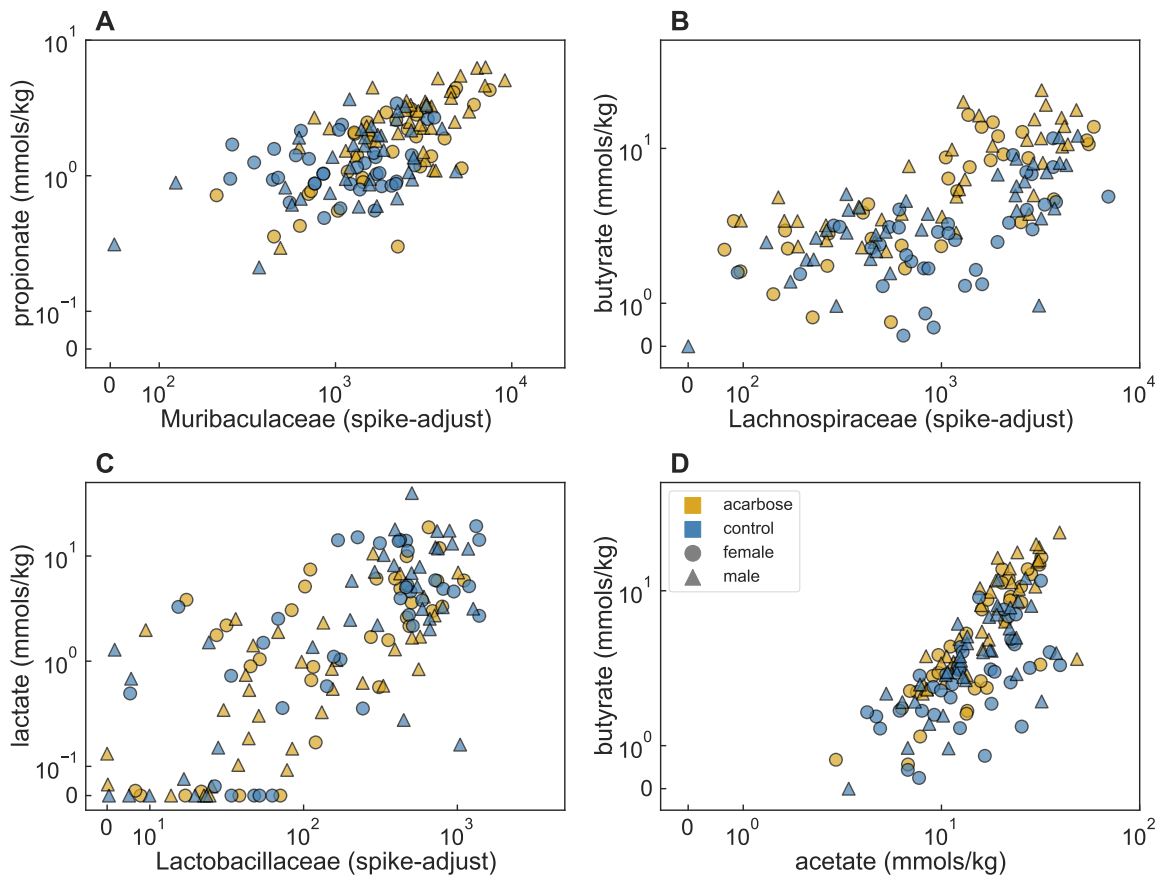 A
10^1
10^0
10^−1
0
propionate (mmols/kg)
0
10^2
10^3
10^4
Muribaculaceae (spike-adjust)
B
10^1
10^0
0
butyrate (mmols/kg)
0
10^2
10^3
10^4
Lachnospiraceae (spike-adjust)
C
10^1
10^0
10^−1
0
lactate (mmols/kg)
0
10^1
10^2
10^3
Lactobacillaceae (spike-adjust)
D
acarbose
control
female
male
10^1
10^0
0
butyrate (mmols/kg)
0
10^0
10^1
10^2
acetate (mmols/kg)